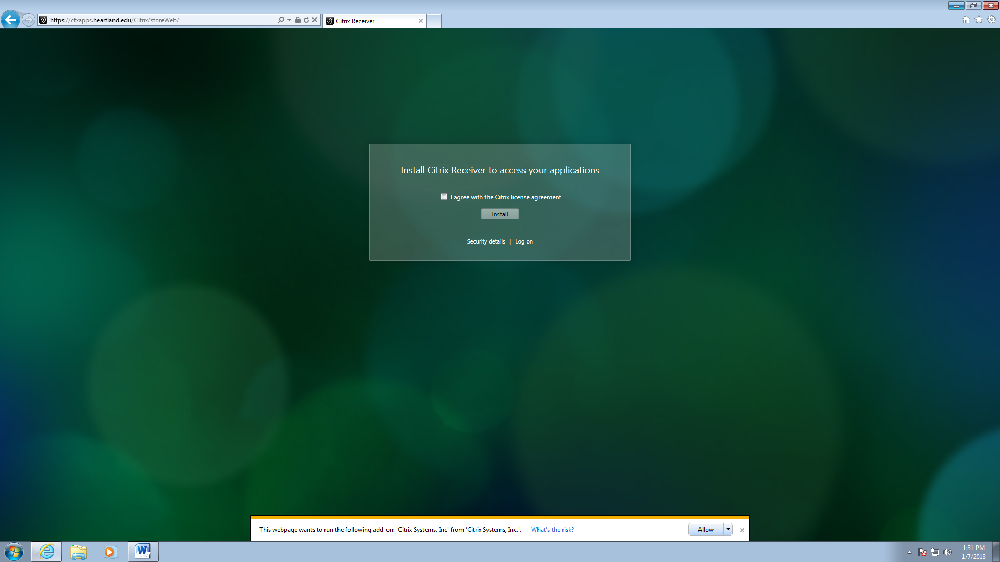 https://ctxapps.heartland.edu/Citrix/storeWeb/
Citrix Receiver
Install Citrix Receiver to access your applications
I agree with the Citrix license agreement
Install
Security details | Log on
This webpage wants to run the following add-on: 'Citrix Systems, Inc' from 'Citrix Systems, Inc.'. What's the risk?
Allow
1:31 PM
1/7/2013